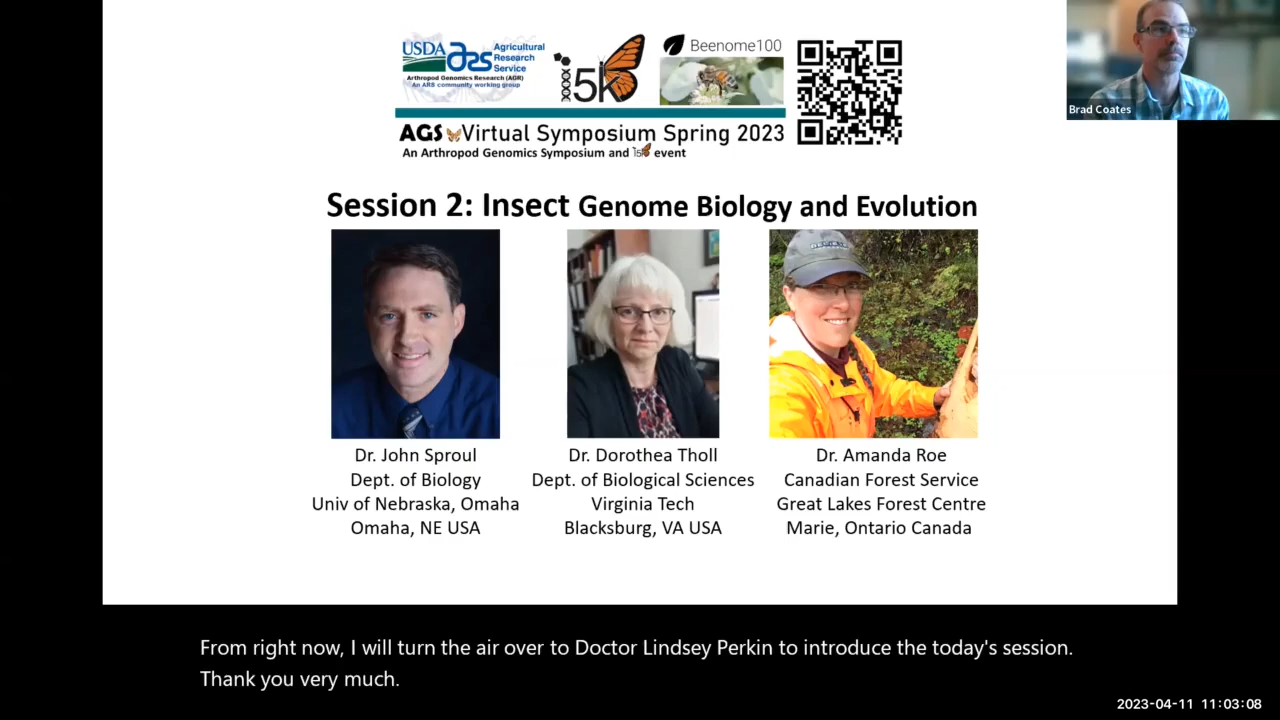 USDA ars Agricultural
Research
Service
Arthropod Genomics Research (AGR)
An ARS community working group
i5k
Beenome100
AGS Virtual Symposium Spring 2023
An Arthropod Genomics Symposium and i5k event
Brad Coates
Session 2: Insect Genome Biology and Evolution
Dr. John Sproul
Dept. of Biology
Univ of Nebraska, Omaha
Omaha, NE USA
Dr. Dorothea Tholl
Dept. of Biological Sciences
Virginia Tech
Blacksburg, VA USA
Dr. Amanda Roe
Canadian Forest Service
Great Lakes Forest Centre
Marie, Ontario Canada
From right now, I will turn the air over to Doctor Lindsey Perkin to introduce the today's session.
Thank you very much.
2023-04-11 11:03:08